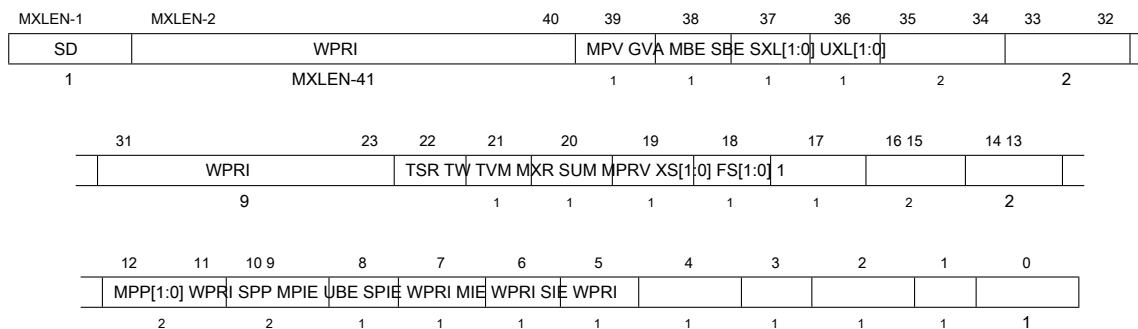 MXLEN-1 MXLEN-2 40 39 38 37 36 35 34 33 32
SD WPRI MPV GVA MBE SBE SXL[1:0] UXL[1:0]
1 MXLEN-41 1 1 1 1 2 2
31 23 22 21 20 19 18 17 16 15 14 13
WPRI TSR TW TVM MXR SUM MPRV XS[1:0] FS[1:0] 1
9 1 1 1 1 1 2 2
12 11 10 9 8 7 6 5 4 3 2 1 0
MPP[1:0] WPRI SPP MPIE UBE SPIE WPRI MIE WPRI SIE WPRI
2 2 1 1 1 1 1 1 1 1 1